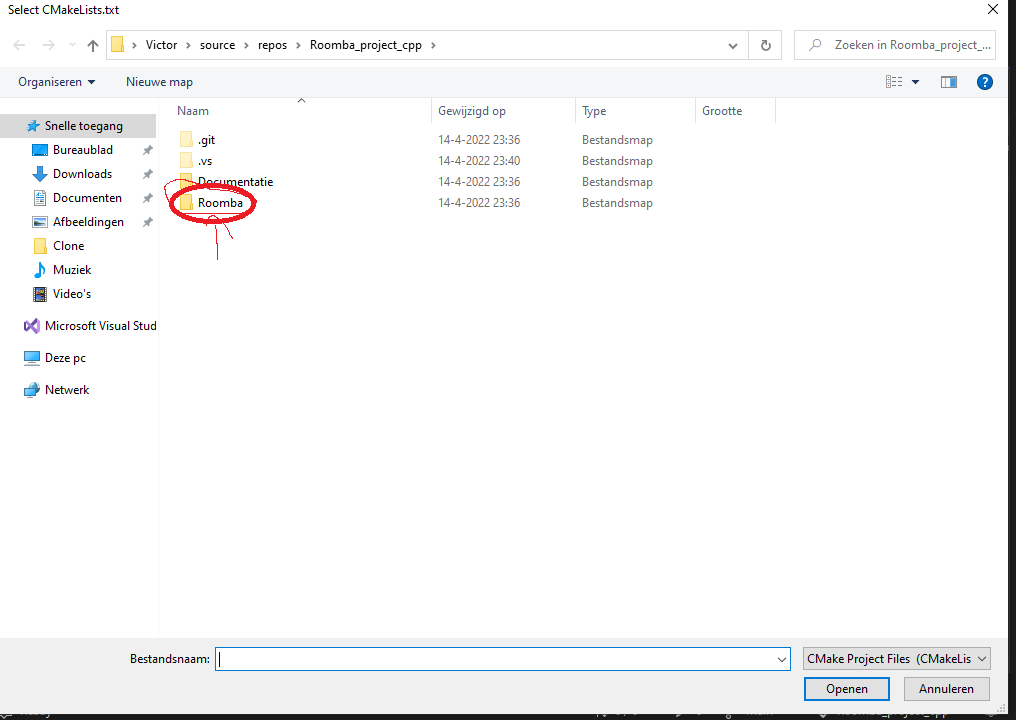 Select CMakeLists.txt
Victor > source > repos > Roomba_project_cpp >
Zoeken in Roomba_project_...
Organiseren
Nieuwe map
Naam Gewijzigd op Type Grootte
Snelle toegang
Bureaublad
Downloads
Documenten
Afbeeldingen
Clone
Muziek
Video's
Microsoft Visual Stud
Deze pc
Netwerk
.git 14-4-2022 23:36 Bestandsmap
.vs 14-4-2022 23:40 Bestandsmap
Documentatie 14-4-2022 23:36 Bestandsmap
Roomba 14-4-2022 23:36 Bestandsmap
Bestandsnaam:
CMake Project Files (CMakeLis
Openen
Annuleren